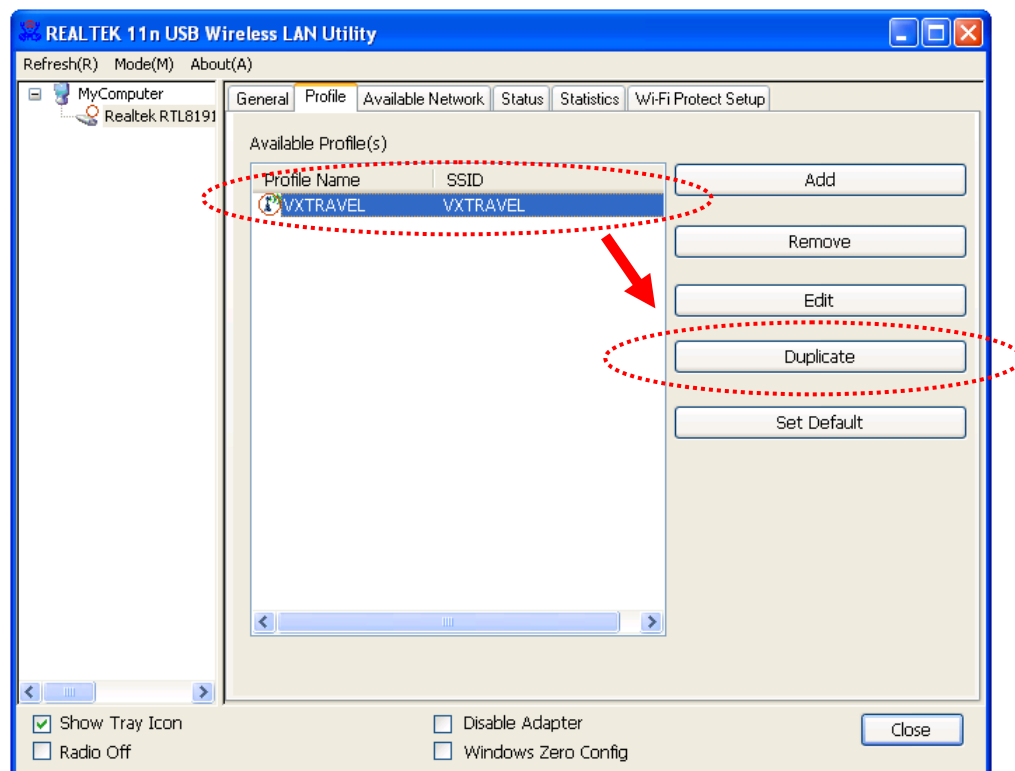 REALTEK 11n USB Wireless LAN Utility
Refresh(R) Mode(M) About(A)
MyComputer
Realtek RTL8191
General Profile Available Network Status Statistics Wi-Fi Protect Setup
Available Profile(s)
Profile Name SSID
VXTRAVEL VXTRAVEL
Add
Remove
Edit
Duplicate
Set Default
Show Tray Icon
Radio Off
Disable Adapter
Windows Zero Config
Close